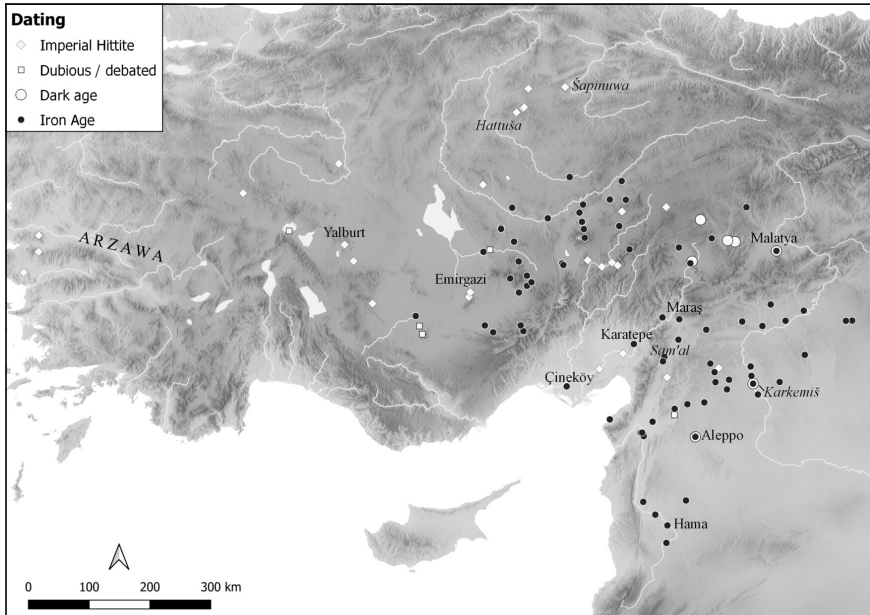 Dating
Imperial Hittite
Dubious / debated
Dark age
Iron Age
Šapinuwa
Hattuša
ARZAWA
Yalburt
Malatya
Emirgazi
Maraş
Karatepe
Sam'al
Çineköy
Karkemiš
Aleppo
Hama
0 100 200 300 km